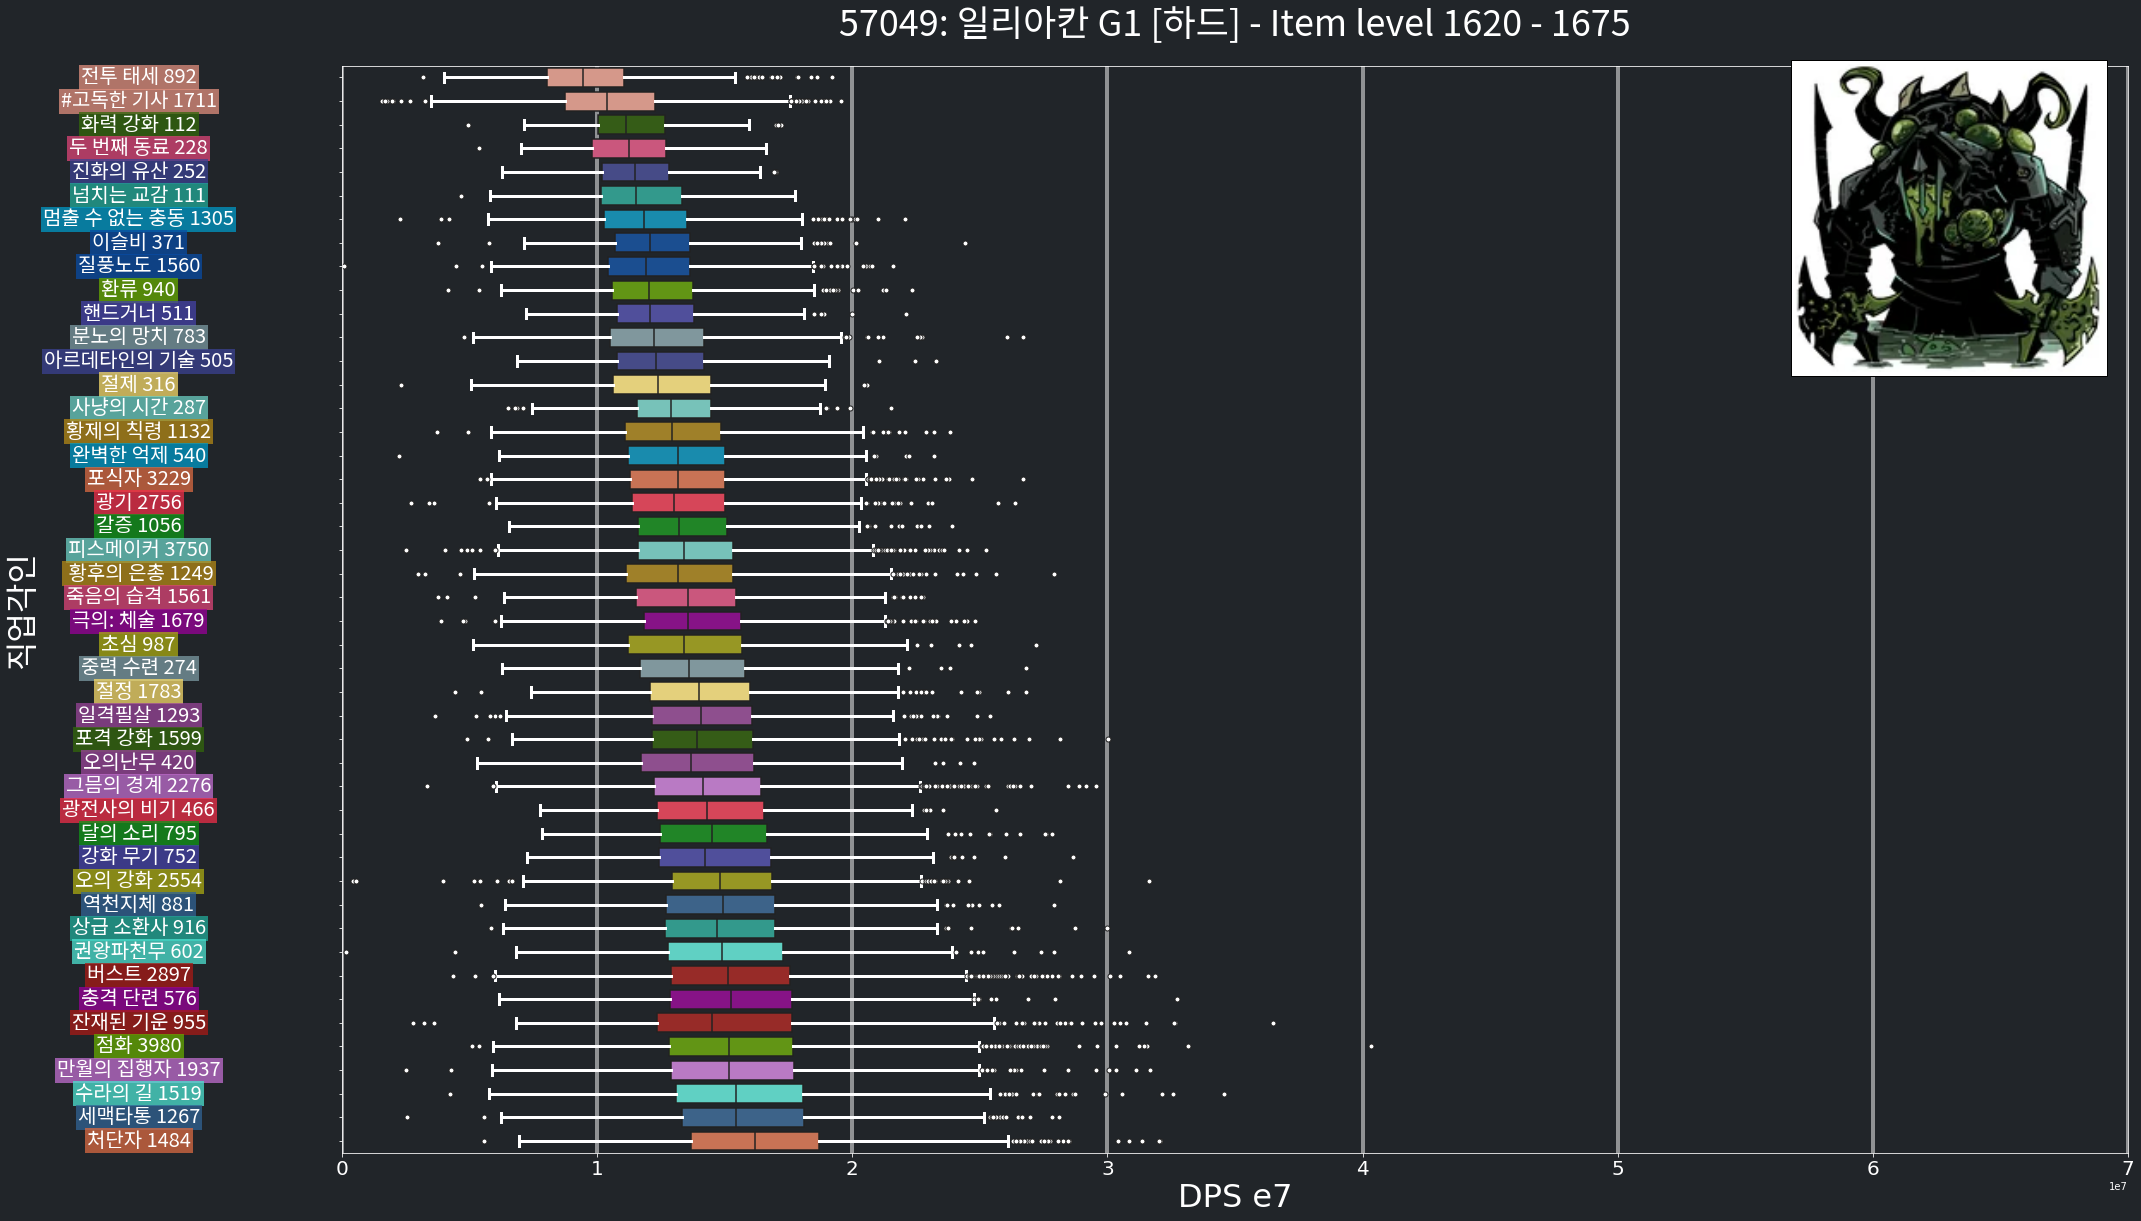 57049: 일리아칸 G1 [하드] - Item level 1620 - 1675
전투 태세 892
#고독한 기사 1711
화력 강화 112
두 번째 동료 228
진화의 유산 252
넘치는 교감 111
멈출 수 없는 충동 1305
이슬비 371
질풍노도 1560
환류 940
핸드거너 511
분노의 망치 783
아르데타인의 기술 505
절제 316
사냥의 시간 287
황제의 칙령 1132
완벽한 억제 540
포식자 3229
광기 2756
갈증 1056
피스메이커 3750
황후의 은총 1249
죽음의 습격 1561
극의: 체술 1679
초심 987
중력 수련 274
절정 1783
일격필살 1293
포격 강화 1599
오의난무 420
그믐의 경계 2276
광전사의 비기 466
달의 소리 795
강화 무기 752
오의 강화 2554
역천지체 881
상급 소환사 916
권왕파천무 602
버스트 2897
충격 단련 576
잔재된 기운 955
점화 3980
만월의 집행자 1937
수라의 길 1519
세맥타통 1267
처단자 1484
직업각인
0 1 2 3 4 5 6 7
DPS e7
1e7